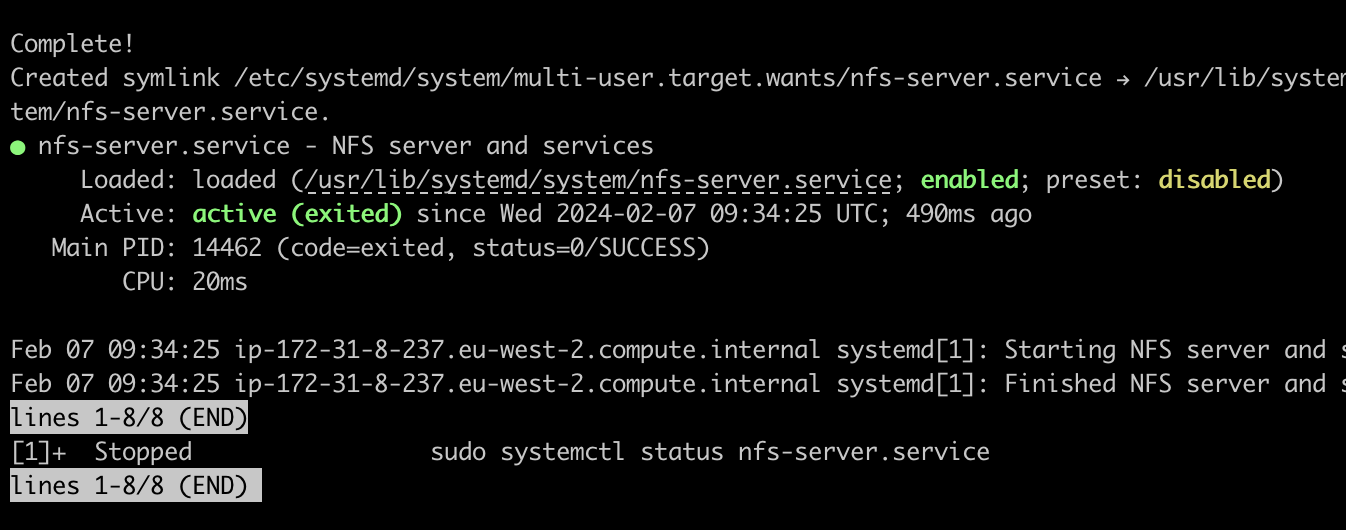 Complete!
Created symlink /etc/systemd/system/multi-user.target.wants/nfs-server.service → /usr/lib/system
tem/nfs-server.service.
● nfs-server.service - NFS server and services
     Loaded: loaded (/usr/lib/systemd/system/nfs-server.service; enabled; preset: disabled)
     Active: active (exited) since Wed 2024-02-07 09:34:25 UTC; 490ms ago
   Main PID: 14462 (code=exited, status=0/SUCCESS)
        CPU: 20ms

Feb 07 09:34:25 ip-172-31-8-237.eu-west-2.compute.internal systemd[1]: Starting NFS server and s
Feb 07 09:34:25 ip-172-31-8-237.eu-west-2.compute.internal systemd[1]: Finished NFS server and s
lines 1-8/8 (END)
[1]+  Stopped                 sudo systemctl status nfs-server.service
lines 1-8/8 (END)